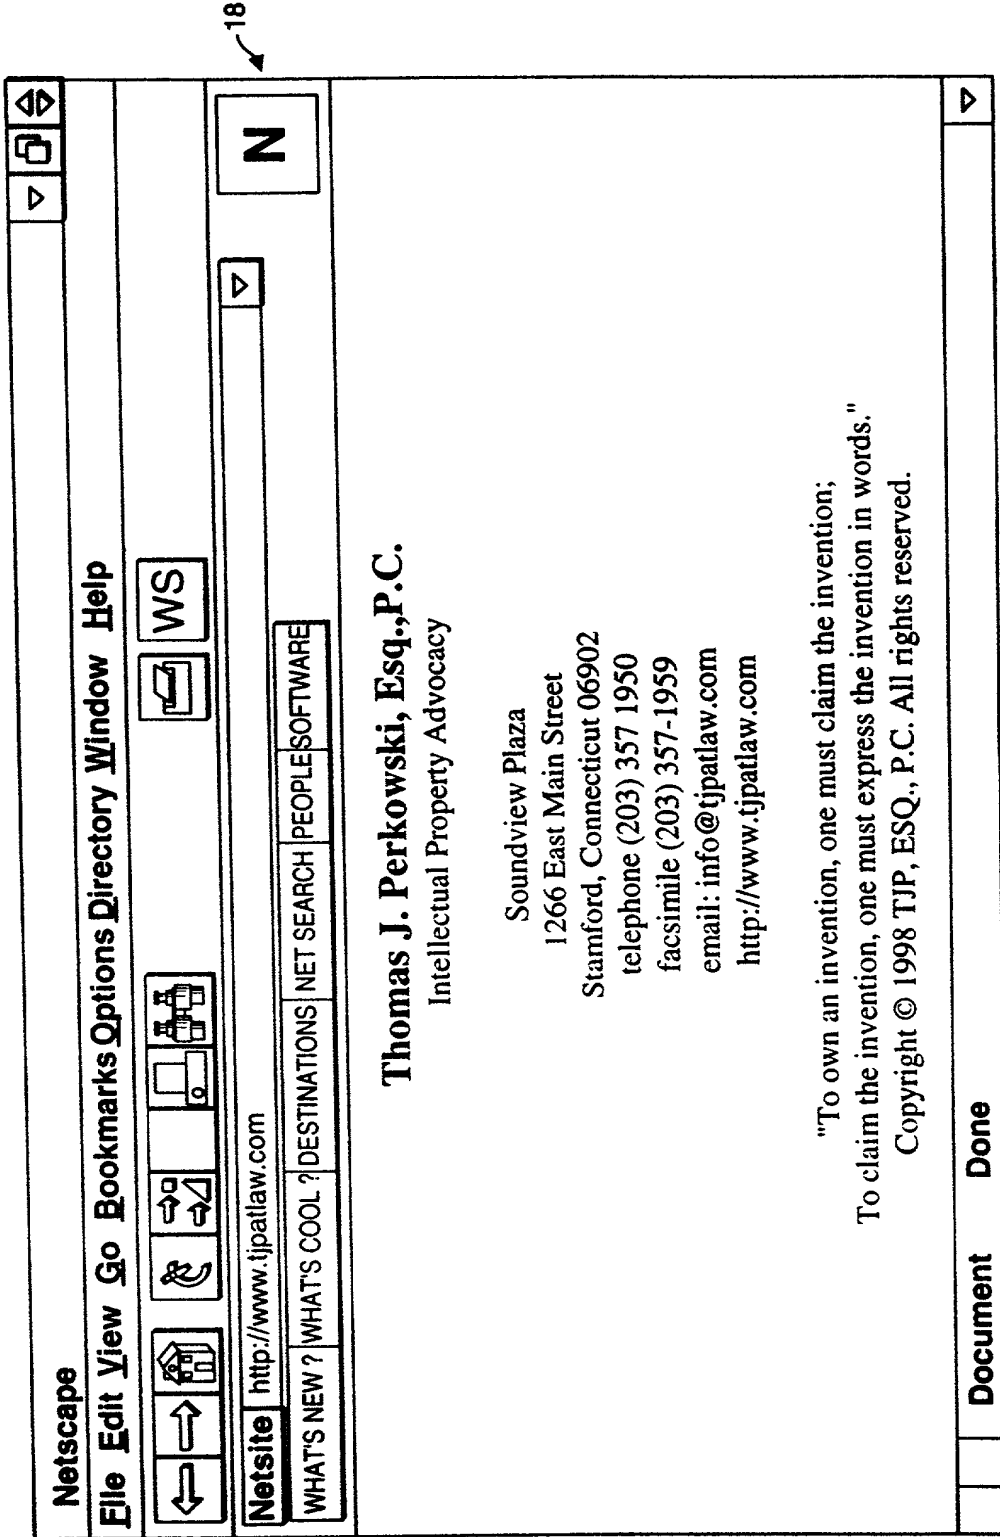 18
Netscape
File Edit View Go Bookmarks Options Directory Window Help
WS
N
Netsite http://www.tjpatlaw.com
WHAT'S NEW ? WHAT'S COOL ? DESTINATIONS NET SEARCH PEOPLE SOFTWARE
Thomas J. Perkowski, Esq.,P.C.
Intellectual Property Advocacy
Soundview Plaza
1266 East Main Street
Stamford, Connecticut 06902
telephone (203) 357 1950
facsimile (203) 357-1959
email: info@tjpatlaw.com
http://www.tjpatlaw.com
"To own an invention, one must claim the invention;
To claim the invention, one must express the invention in words."
Copyright © 1998 TJP, ESQ., P.C. All rights reserved.
Document Done